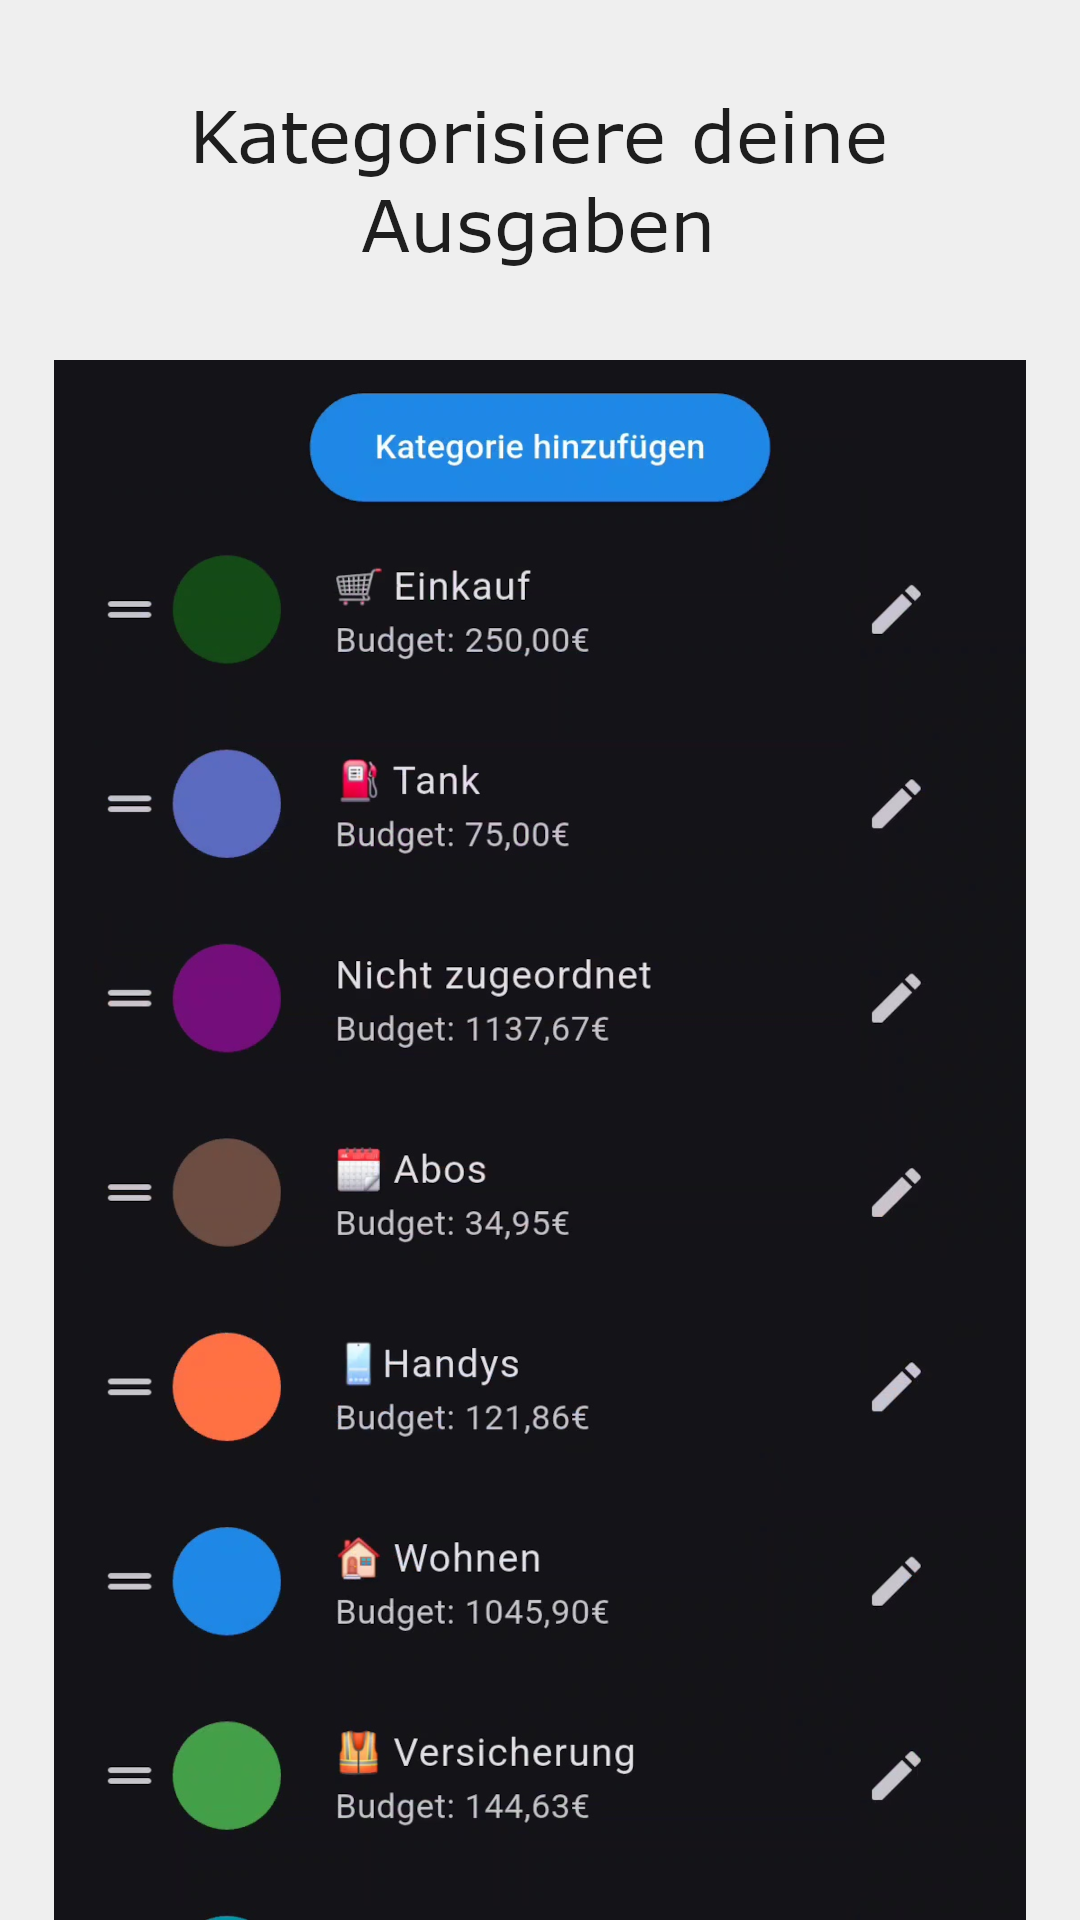 Kategorisiere deine
Ausgaben
Kategorie hinzufügen
🛒 Einkauf
Budget: 250,00€
⛽ Tank
Budget: 75,00€
Nicht zugeordnet
Budget: 1137,67€
🗓️ Abos
Budget: 34,95€
📱Handys
Budget: 121,86€
🏠 Wohnen
Budget: 1045,90€
🦺 Versicherung
Budget: 144,63€